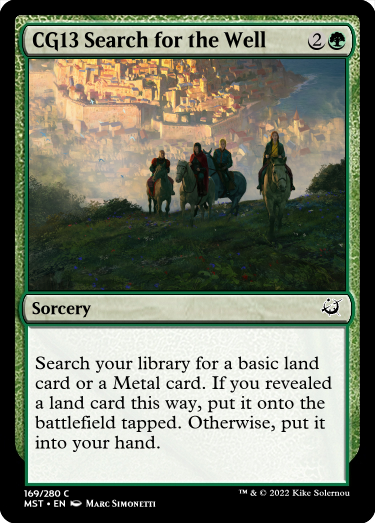 CG13 Search for the Well 2
Sorcery
Search your library for a basic land
card or a Metal card. If you revealed
a land card this way, put it onto the
battlefield tapped. Otherwise, put it
into your hand.
169/280 C
MST • EN Marc Simonetti
™ & © 2022 Kike Solernou